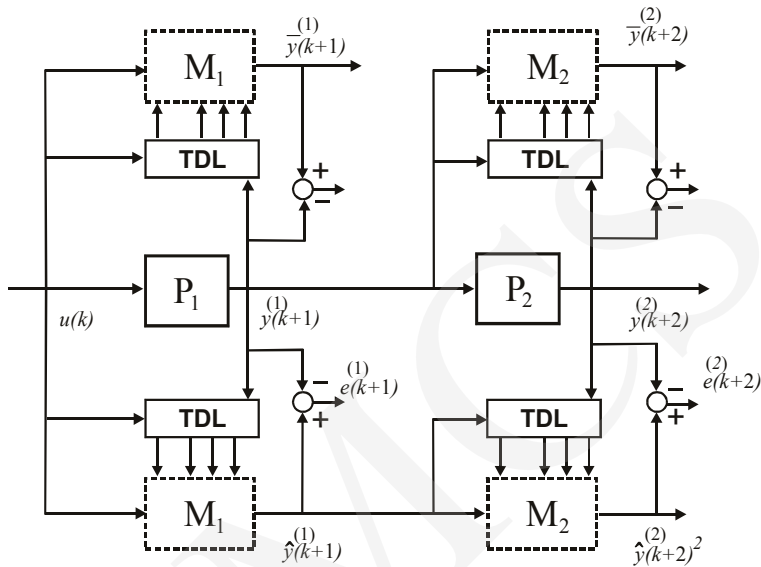 M₁
y̅⁽¹⁾(k+1)
M₂
y̅⁽²⁾(k+2)
TDL
+
−
TDL
+
−
P₁
P₂
u(k)
y⁽¹⁾(k+1)
y⁽²⁾(k+2)
TDL
−
+
e⁽¹⁾(k+1)
TDL
−
+
e⁽²⁾(k+2)
M₁
ŷ⁽¹⁾(k+1)
M₂
ŷ⁽²⁾(k+2)²
MCS